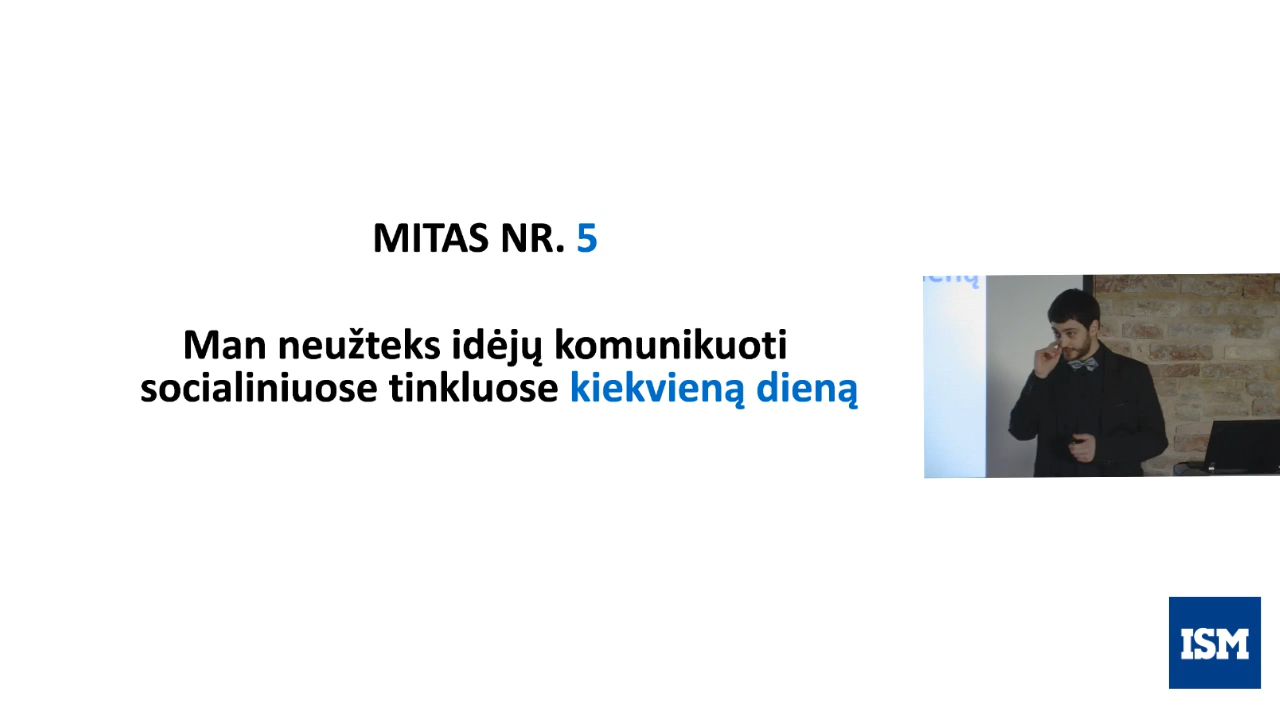 MITAS NR. 5
Man neužteks idėjų komunikuoti
socialiniuose tinkluose kiekvieną dieną
ISM